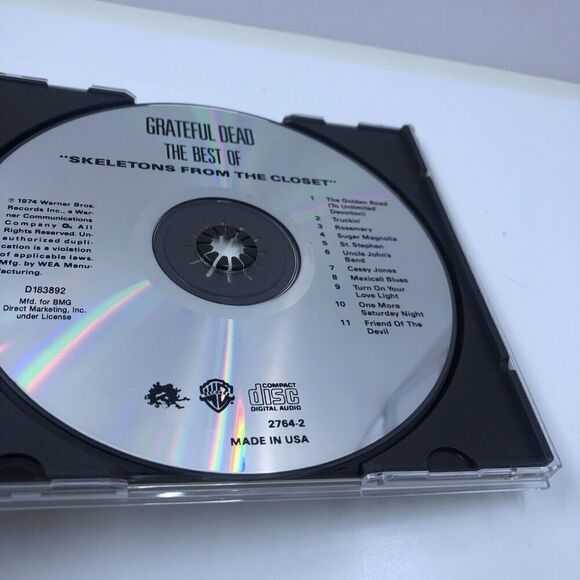 GRATEFUL DEAD
THE BEST OF
"SKELETONS FROM THE CLOSET"
℗ 1974 Warner Bros.
Records Inc., a War-
ner Communications
Company. All
Rights Reserved. Un-
authorized dupli-
cation is a violation
of applicable laws.
Mfg. by WEA Manu-
facturing.
D183892
Mfd. for BMG
Direct Marketing, Inc.
under License
1 The Golden Road
(To Unlimited
Devotion)
2 Truckin'
3 Rosemary
4 Sugar Magnolia
5 St. Stephen
6 Uncle John's
Band
7 Casey Jones
8 Mexicali Blues
9 Turn On Your
Love Light
10 One More
Saturday Night
11 Friend Of The
Devil
WB
COMPACT
disc
DIGITAL AUDIO
2764-2
MADE IN USA